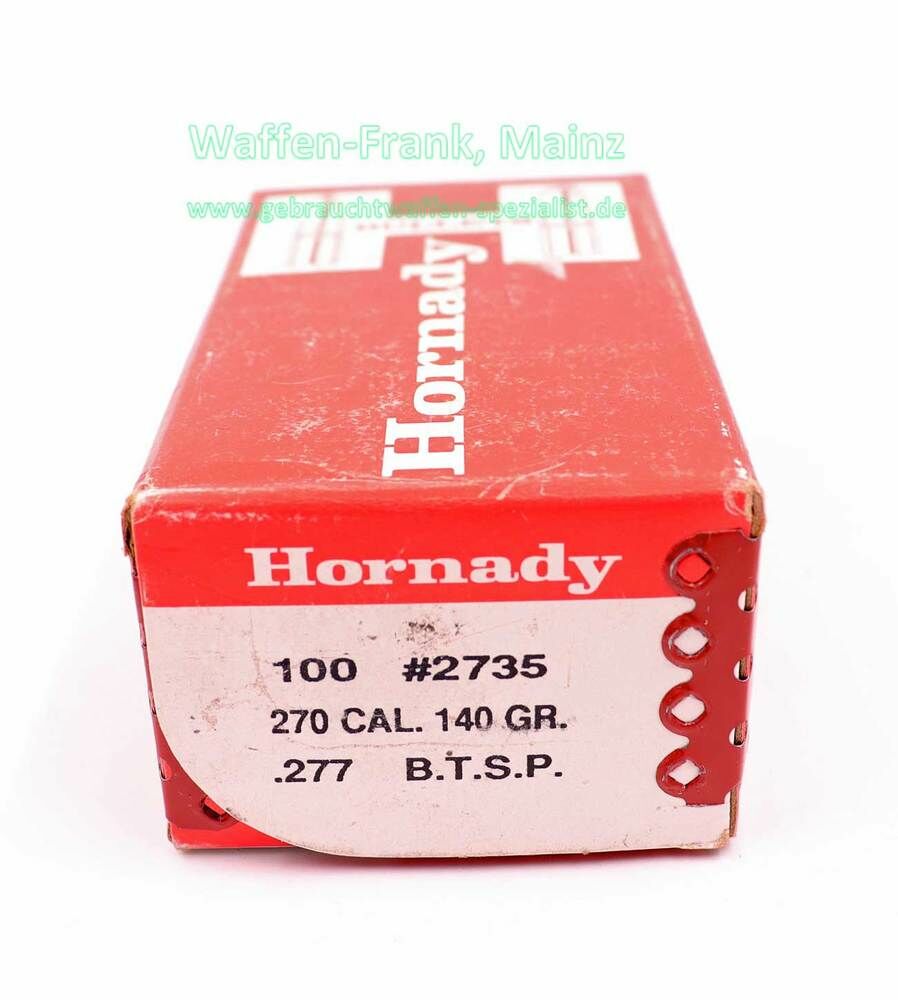 Waffen-Frank, Mainz
www.gebrauchtwaffen-spezialist.de
Hornady
Hornady
100 #2735
270 CAL. 140 GR.
.277 B.T.S.P.